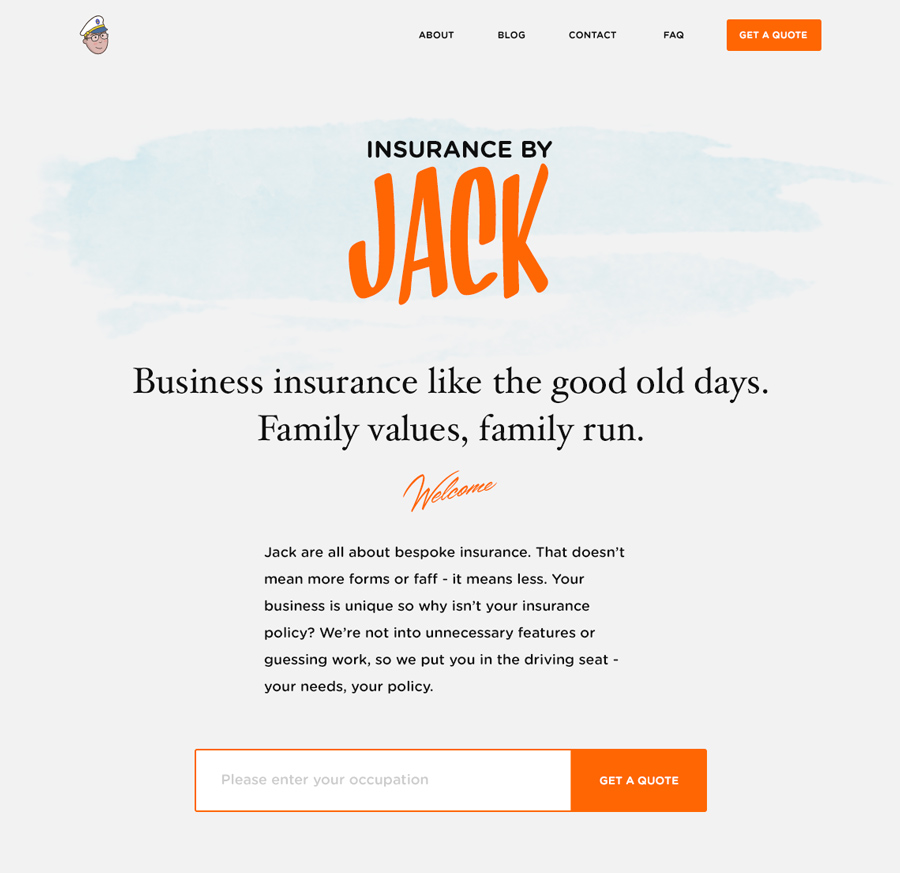 ABOUT BLOG CONTACT FAQ GET A QUOTE
INSURANCE BY
JACK
Business insurance like the good old days.
Family values, family run.
Welcome
Jack are all about bespoke insurance. That doesn’t
mean more forms or faff - it means less. Your
business is unique so why isn’t your insurance
policy? We’re not into unnecessary features or
guessing work, so we put you in the driving seat -
your needs, your policy.
Please enter your occupation GET A QUOTE